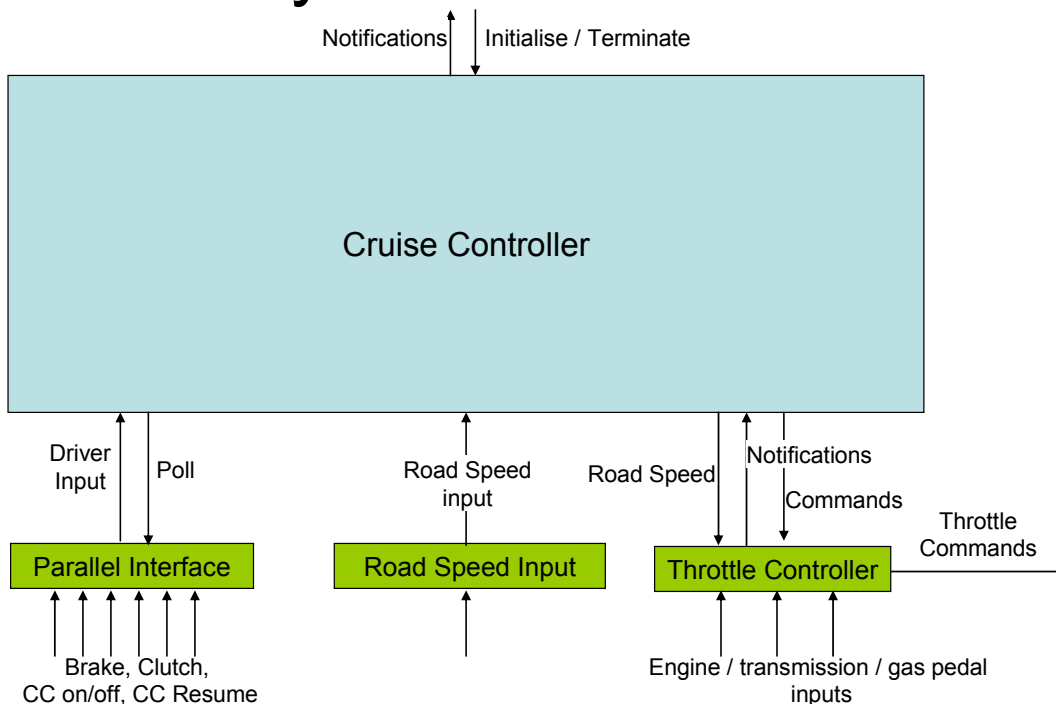 Notifications
Initialise / Terminate
Cruise Controller
Driver
Input
Poll
Road Speed
input
Road Speed
Notifications
Commands
Throttle
Commands
Parallel Interface
Road Speed Input
Throttle Controller
Brake, Clutch,
CC on/off, CC Resume
Engine / transmission / gas pedal
inputs